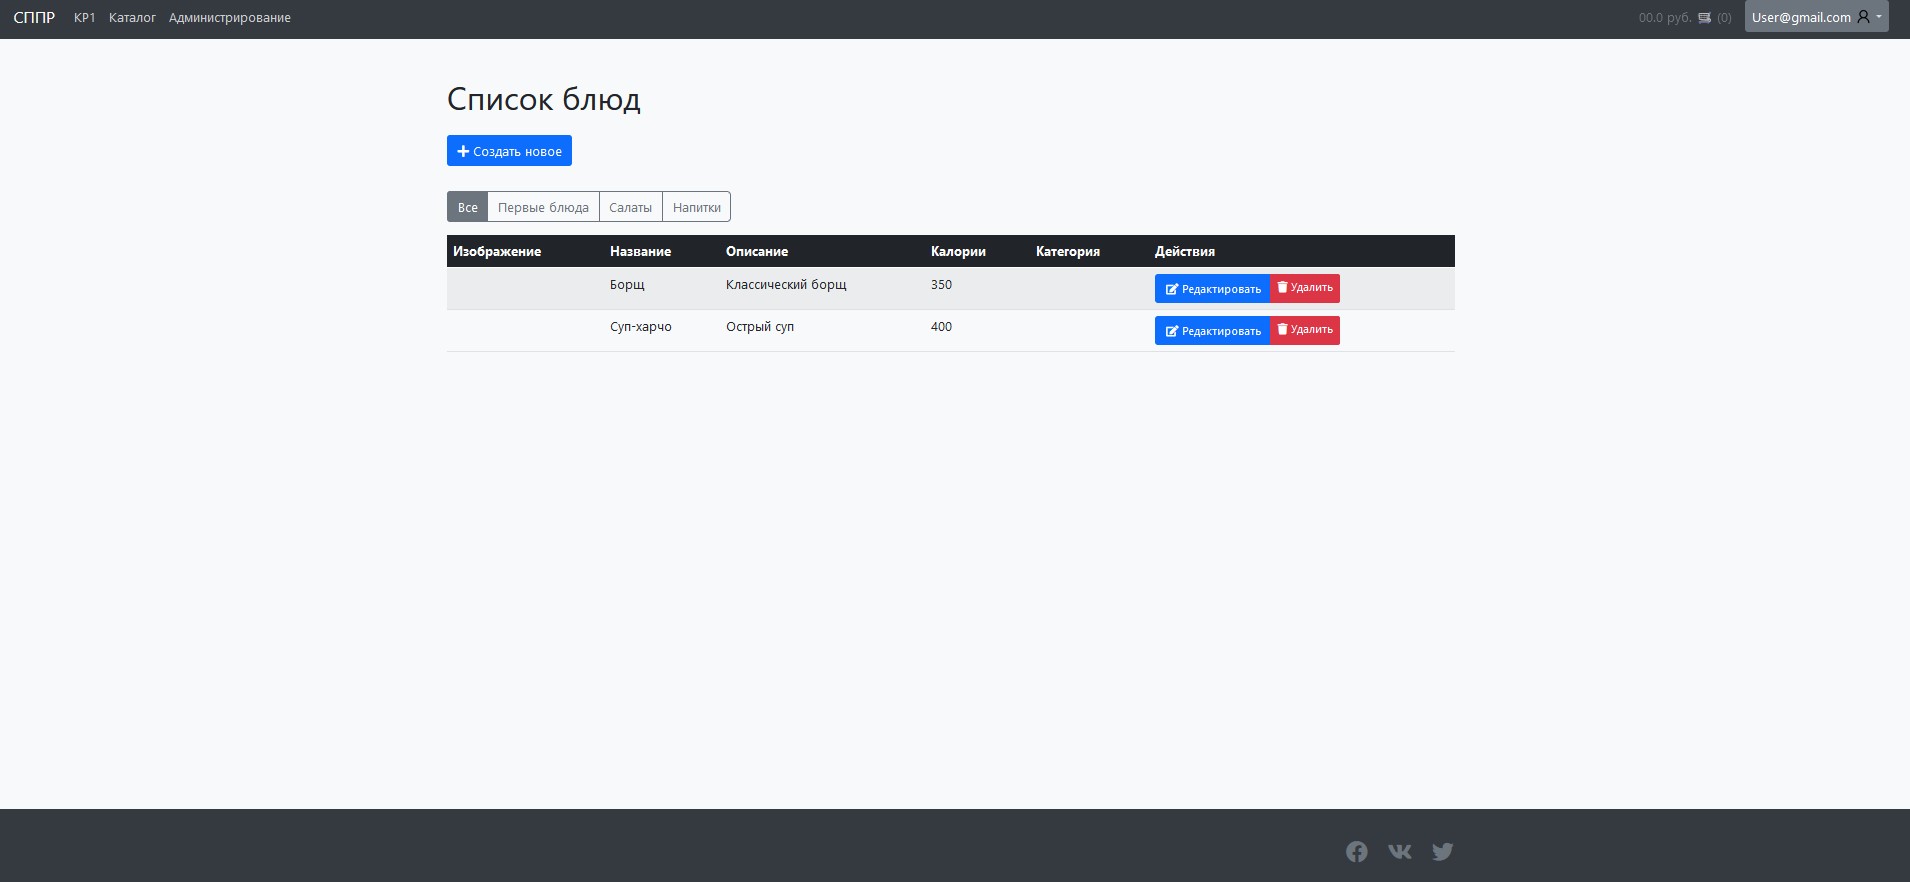 СППР КР1 Каталог Администрирование 00.0 руб. (0) User@gmail.com
Список блюд
Создать новое
Все Первые блюда Салаты Напитки
Изображение Название Описание Калории Категория Действия
Борщ Классический борщ 350 Редактировать Удалить
Суп-харчо Острый суп 400 Редактировать Удалить